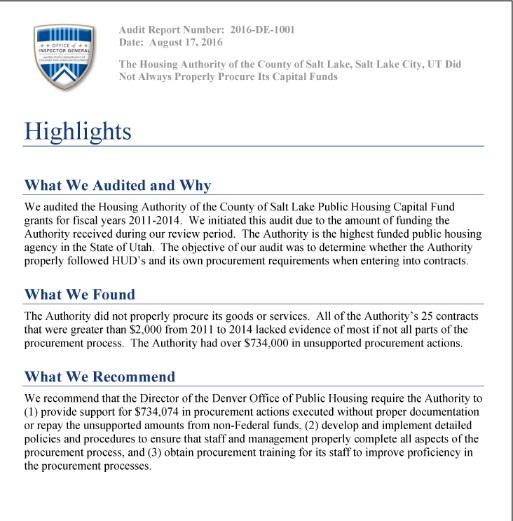 OFFICE of
INSPECTOR GENERAL
Audit Report Number: 2016-DE-1001
Date: August 17, 2016
The Housing Authority of the County of Salt Lake, Salt Lake City, UT Did
Not Always Properly Procure Its Capital Funds
Highlights
What We Audited and Why
We audited the Housing Authority of the County of Salt Lake Public Housing Capital Fund
grants for fiscal years 2011-2014. We initiated this audit due to the amount of funding the
Authority received during our review period. The Authority is the highest funded public housing
agency in the State of Utah. The objective of our audit was to determine whether the Authority
properly followed HUD's and its own procurement requirements when entering into contracts.
What We Found
The Authority did not properly procure its goods or services. All of the Authority's 25 contracts
that were greater than $2,000 from 2011 to 2014 lacked evidence of most if not all parts of the
procurement process. The Authority had over $734,000 in unsupported procurement actions.
What We Recommend
We recommend that the Director of the Denver Office of Public Housing require the Authority to
(1) provide support for $734,074 in procurement actions executed without proper documentation
or repay the unsupported amounts from non-Federal funds, (2) develop and implement detailed
policies and procedures to ensure that staff and management properly complete all aspects of the
procurement process, and (3) obtain procurement training for its staff to improve proficiency in
the procurement processes.